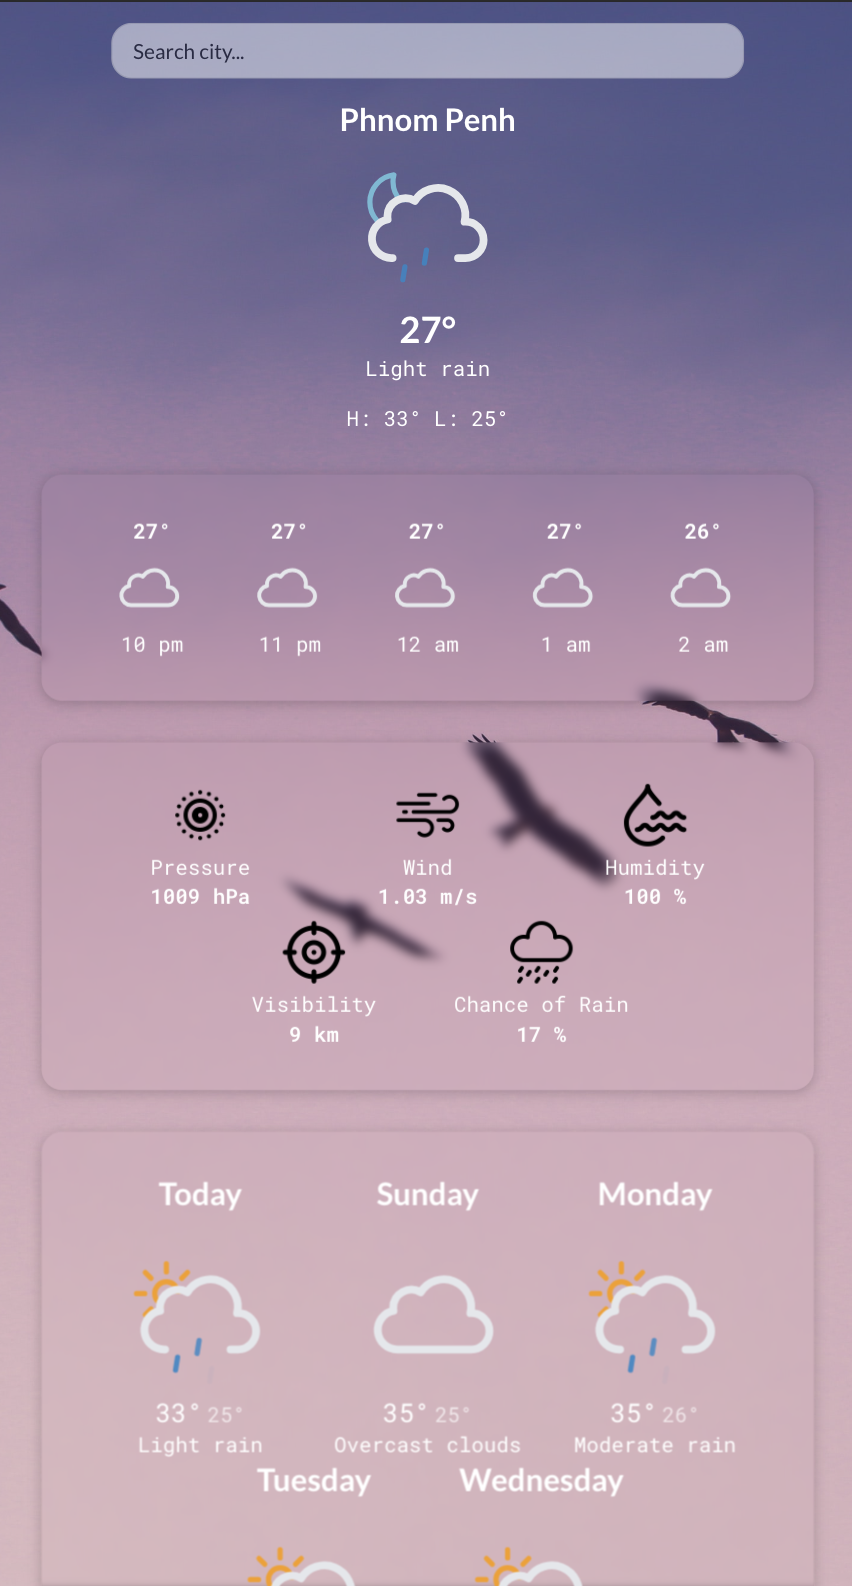 Search city...
Phnom Penh
27°
Light rain
H: 33° L: 25°
27° 27° 27° 27° 26°
10 pm 11 pm 12 am 1 am 2 am
Pressure Wind Humidity
1009 hPa 1.03 m/s 100 %
Visibility Chance of Rain
9 km 17 %
Today Sunday Monday
33° 25° 35° 25° 35° 26°
Light rain Overcast clouds Moderate rain
Tuesday Wednesday